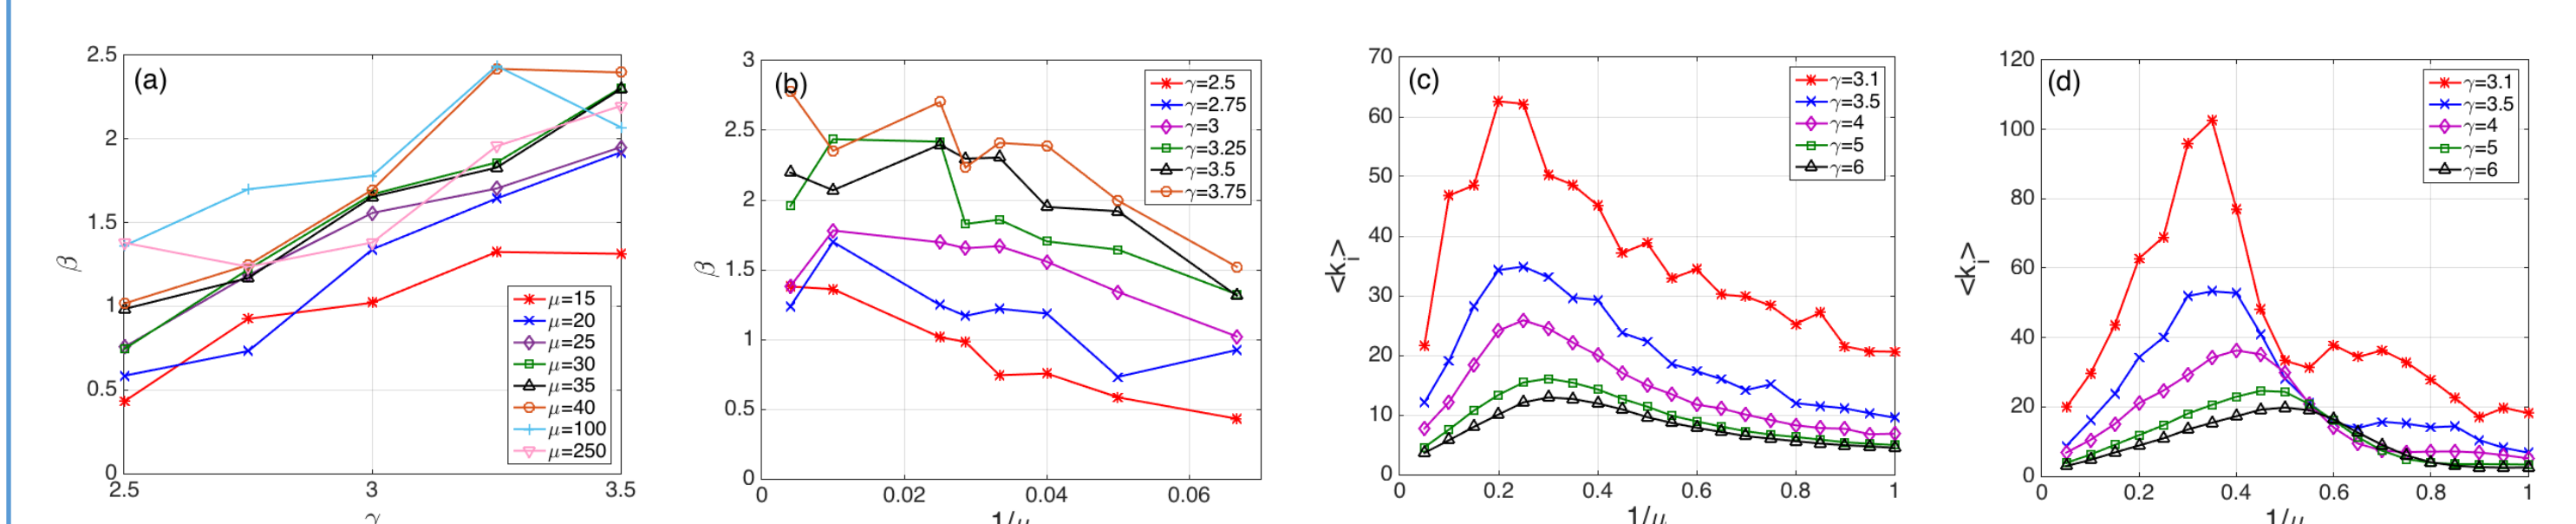 (a)
2.5
2
1.5
1
0.5
0
β
2.5 3 3.5
γ
μ=15
μ=20
μ=25
μ=30
μ=35
μ=40
μ=100
μ=250
(b)
3
2.5
2
1.5
1
0.5
0
β
0 0.02 0.04 0.06
1/μ
γ=2.5
γ=2.75
γ=3
γ=3.25
γ=3.5
γ=3.75
(c)
70
60
50
40
30
20
10
0
<k_i>
0 0.2 0.4 0.6 0.8 1
1/μ
γ=3.1
γ=3.5
γ=4
γ=5
γ=6
(d)
120
100
80
60
40
20
0
<k_i>
0 0.2 0.4 0.6 0.8 1
1/μ
γ=3.1
γ=3.5
γ=4
γ=5
γ=6